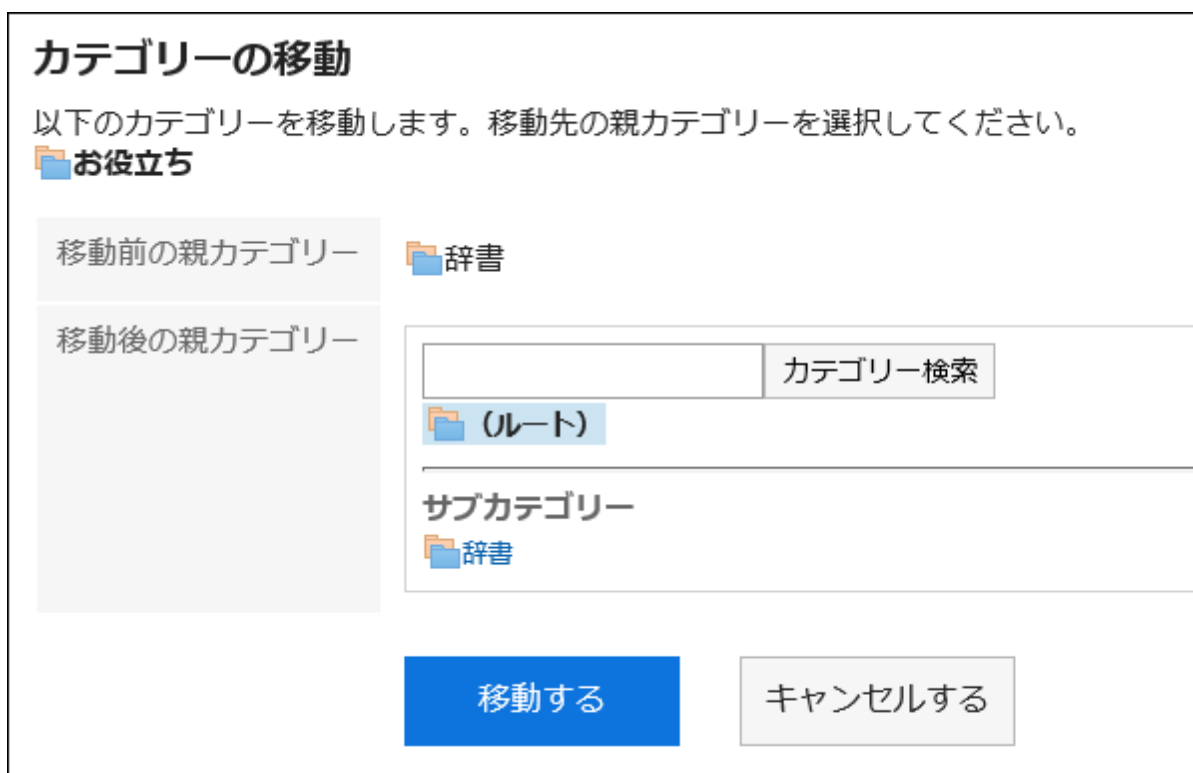 カテゴリーの移動
以下のカテゴリーを移動します。移動先の親カテゴリーを選択してください。
お役立ち
移動前の親カテゴリー
辞書
移動後の親カテゴリー
カテゴリー検索
（ルート）
サブカテゴリー
辞書
移動する
キャンセルする